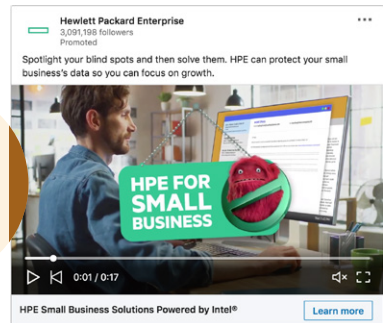 Hewlett Packard Enterprise
3,091,198 followers
Promoted
Spotlight your blind spots and then solve them. HPE can protect your small
business's data so you can focus on growth.
HPE FOR
SMALL
BUSINESS
0:01 / 0:17
HPE Small Business Solutions Powered by Intel®
Learn more